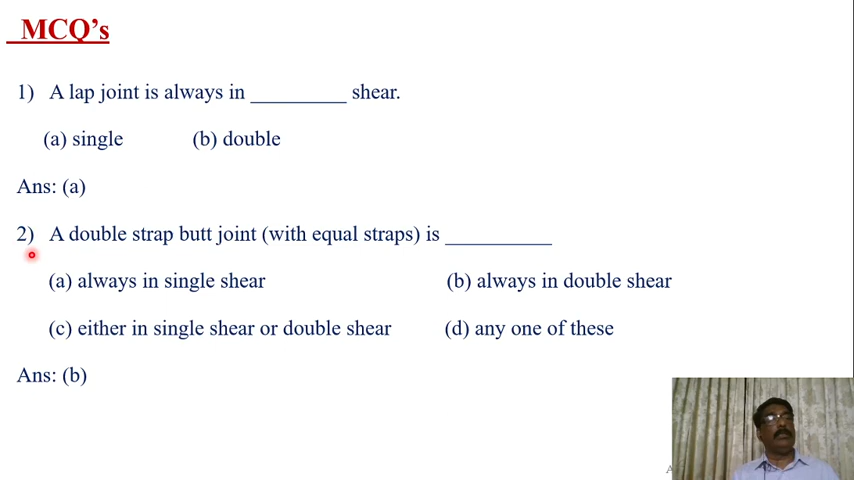 MCQ's
1) A lap joint is always in _________ shear.
(a) single (b) double
Ans: (a)
2) A double strap butt joint (with equal straps) is __________
(a) always in single shear (b) always in double shear
(c) either in single shear or double shear (d) any one of these
Ans: (b)